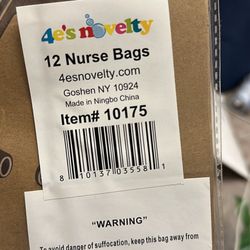 4e's novelty
12 Nurse Bags
4esnovelty.com
Goshen NY 10924
Made in Ningbo China
Item# 10175
8 10137 03558 1
"WARNING"
To avoid danger of suffocation, keep this bag away from